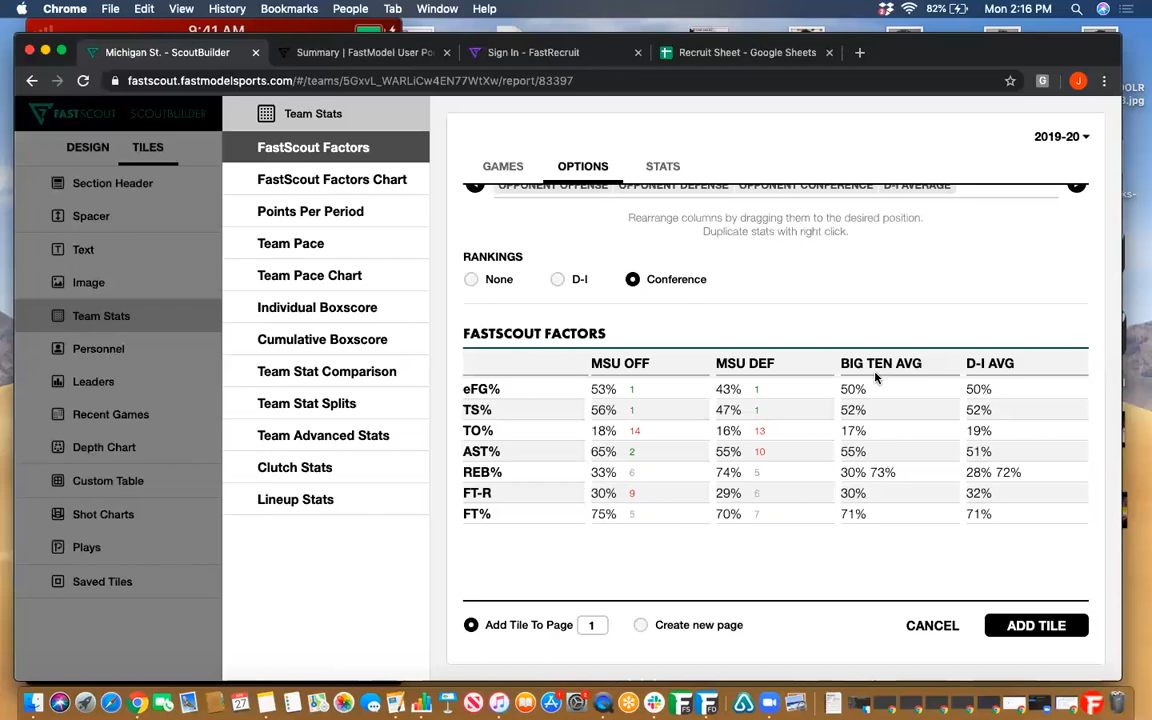 Chrome File Edit View History Bookmarks People Tab Window Help 82% Mon 2:16 PM
9:41 AM
Michigan St. - ScoutBuilder Summary | FastModel User Po Sign In - FastRecruit Recruit Sheet - Google Sheets
fastscout.fastmodelsports.com/#/teams/5GxvL_WARLiCw4EN77WtXw/report/83397 G J
FASTSCOUT SCOUTBUILDER
DESIGN TILES
Section Header
Spacer
Text
Image
Team Stats
Personnel
Leaders
Recent Games
Depth Chart
Custom Table
Shot Charts
Plays
Saved Tiles
Team Stats
FastScout Factors
FastScout Factors Chart
Points Per Period
Team Pace
Team Pace Chart
Individual Boxscore
Cumulative Boxscore
Team Stat Comparison
Team Stat Splits
Team Advanced Stats
Clutch Stats
Lineup Stats
2019-20
GAMES OPTIONS STATS
OPPONENT OFFENSE OPPONENT DEFENSE OPPONENT CONFERENCE D-I AVERAGE
Rearrange columns by dragging them to the desired position.
Duplicate stats with right click.
RANKINGS
None D-I Conference
FASTSCOUT FACTORS
MSU OFF MSU DEF BIG TEN AVG D-I AVG
eFG% 53% 1 43% 1 50% 50%
TS% 56% 1 47% 1 52% 52%
TO% 18% 14 16% 13 17% 19%
AST% 65% 2 55% 10 55% 51%
REB% 33% 6 74% 5 30% 73% 28% 72%
FT-R 30% 9 29% 6 30% 32%
FT% 75% 5 70% 7 71% 71%
Add Tile To Page 1 Create new page CANCEL ADD TILE